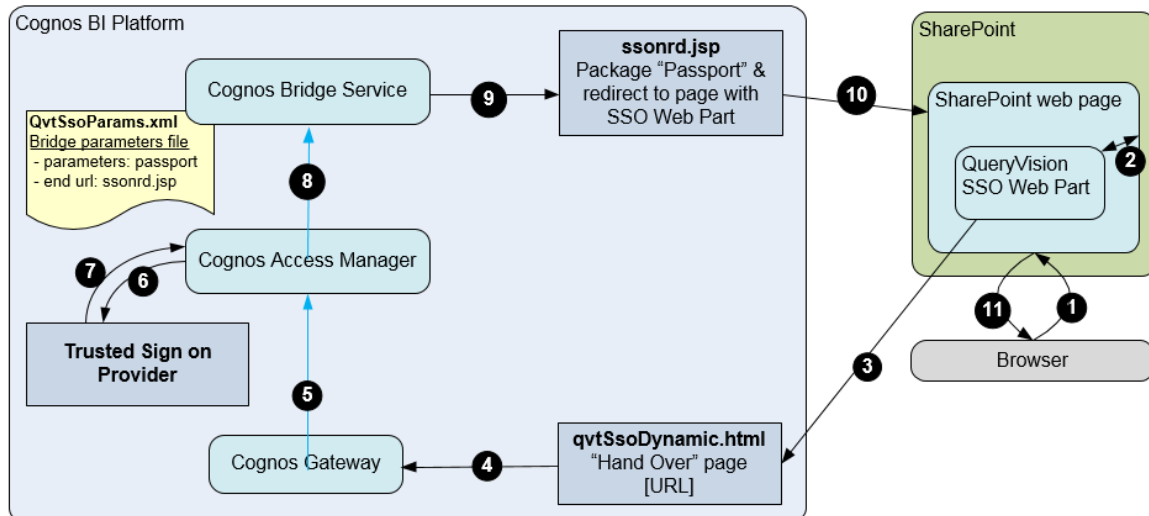 Cognos BI Platform
Cognos Bridge Service
9
ssonrd.jsp
Package “Passport” &
redirect to page with
SSO Web Part
10
SharePoint
SharePoint web page
QueryVision
SSO Web Part
2
QvtSsoParams.xml
Bridge parameters file
- parameters: passport
- end url: ssonrd.jsp
8
7
6
Cognos Access Manager
Trusted Sign on
Provider
5
11
1
Browser
3
Cognos Gateway
4
qvtSsoDynamic.html
“Hand Over” page
[URL]